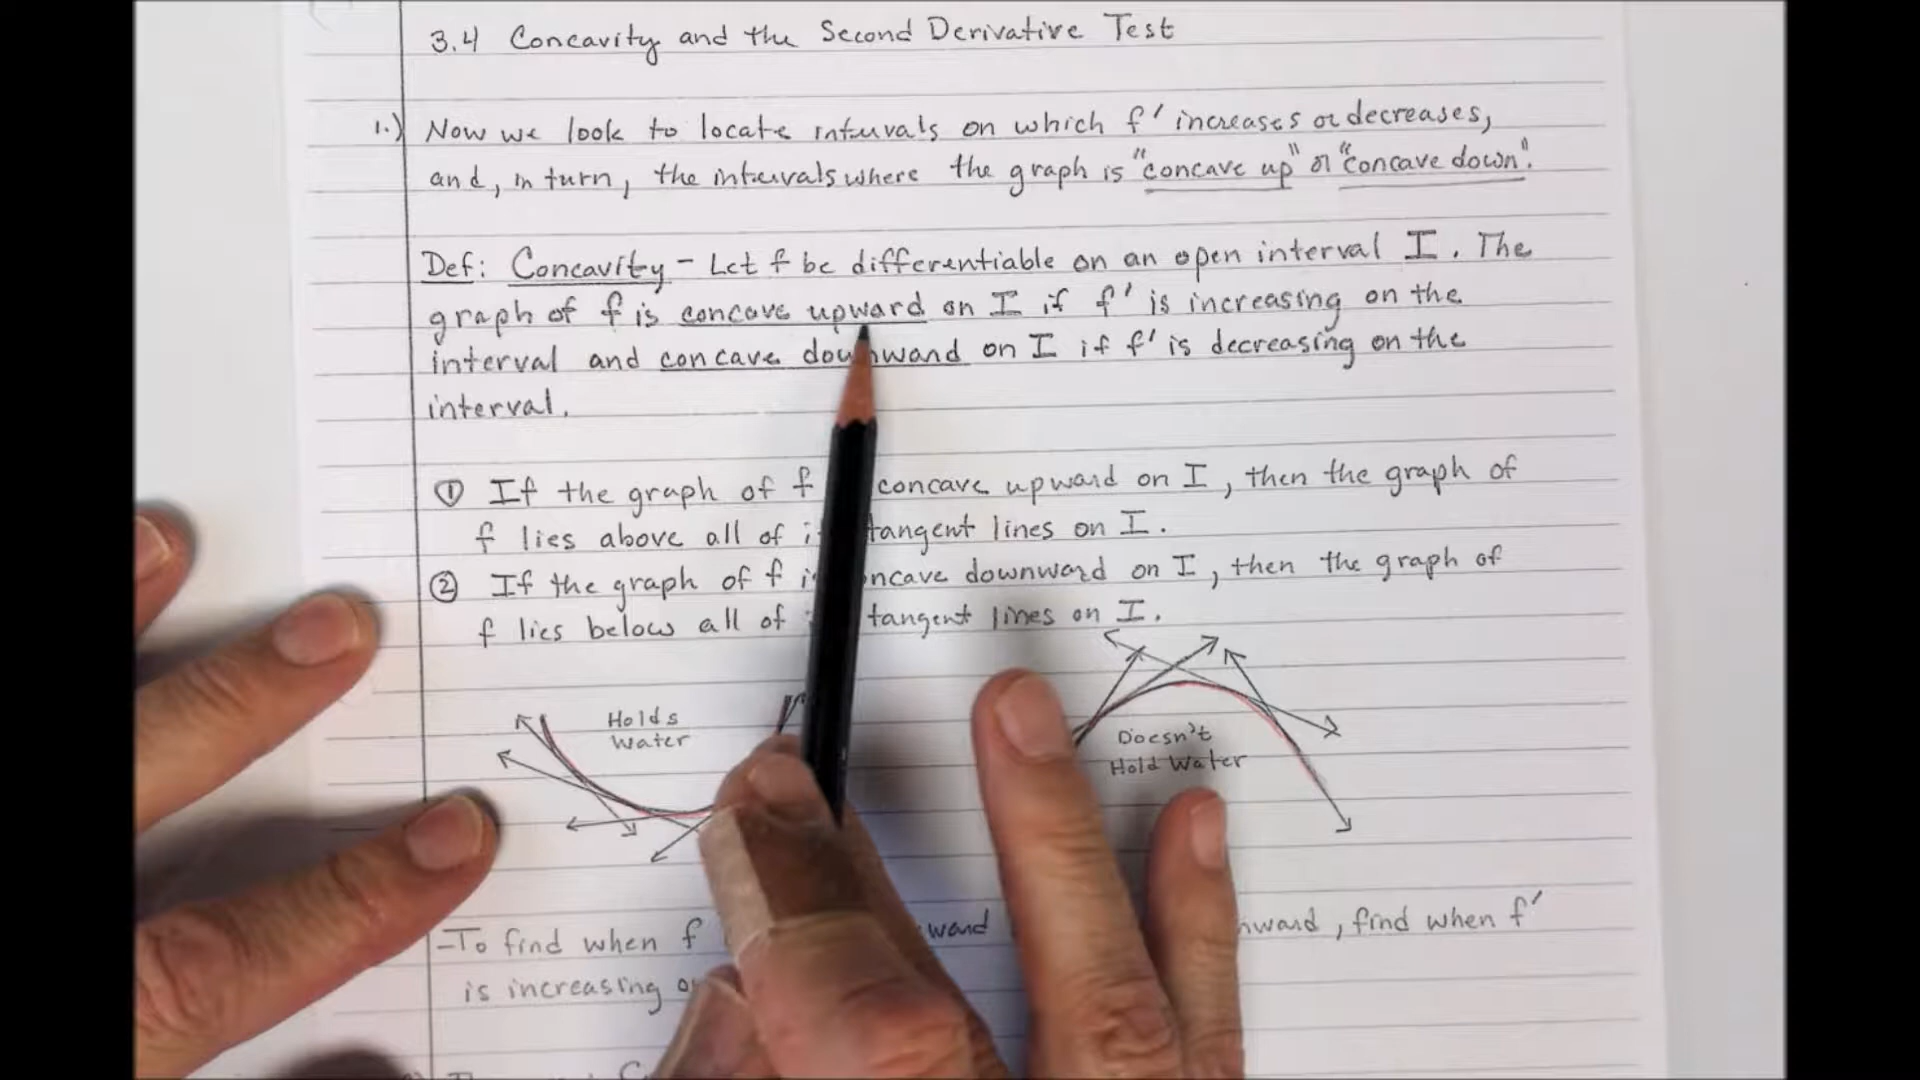 3.4 Concavity and the Second Derivative Test
1.) Now we look to locate intervals on which f' increases or decreases,
and, in turn, the intervals where the graph is "concave up" or "concave down".
Def: Concavity - Let f be differentiable on an open interval I. The
graph of f is concave upward on I if f' is increasing on the
interval and concave downward on I if f' is decreasing on the
interval.
① If the graph of f concave upward on I, then the graph of
f lies above all of tangent lines on I.
② If the graph of f concave downward on I, then the graph of
f lies below all of tangent lines on I.
Holds
Water
Doesn't
Hold Water
-To find when f , find when f'
is increasing